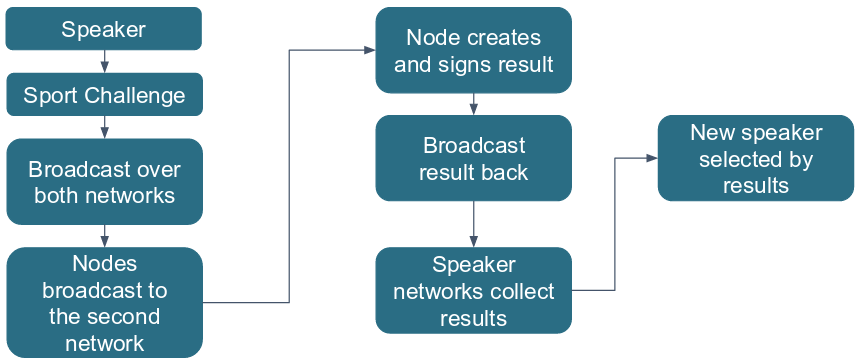 Speaker
Sport Challenge
Broadcast over
both networks
Nodes
broadcast to
the second
network
Node creates
and signs result
Broadcast
result back
Speaker
networks collect
results
New speaker
selected by
results